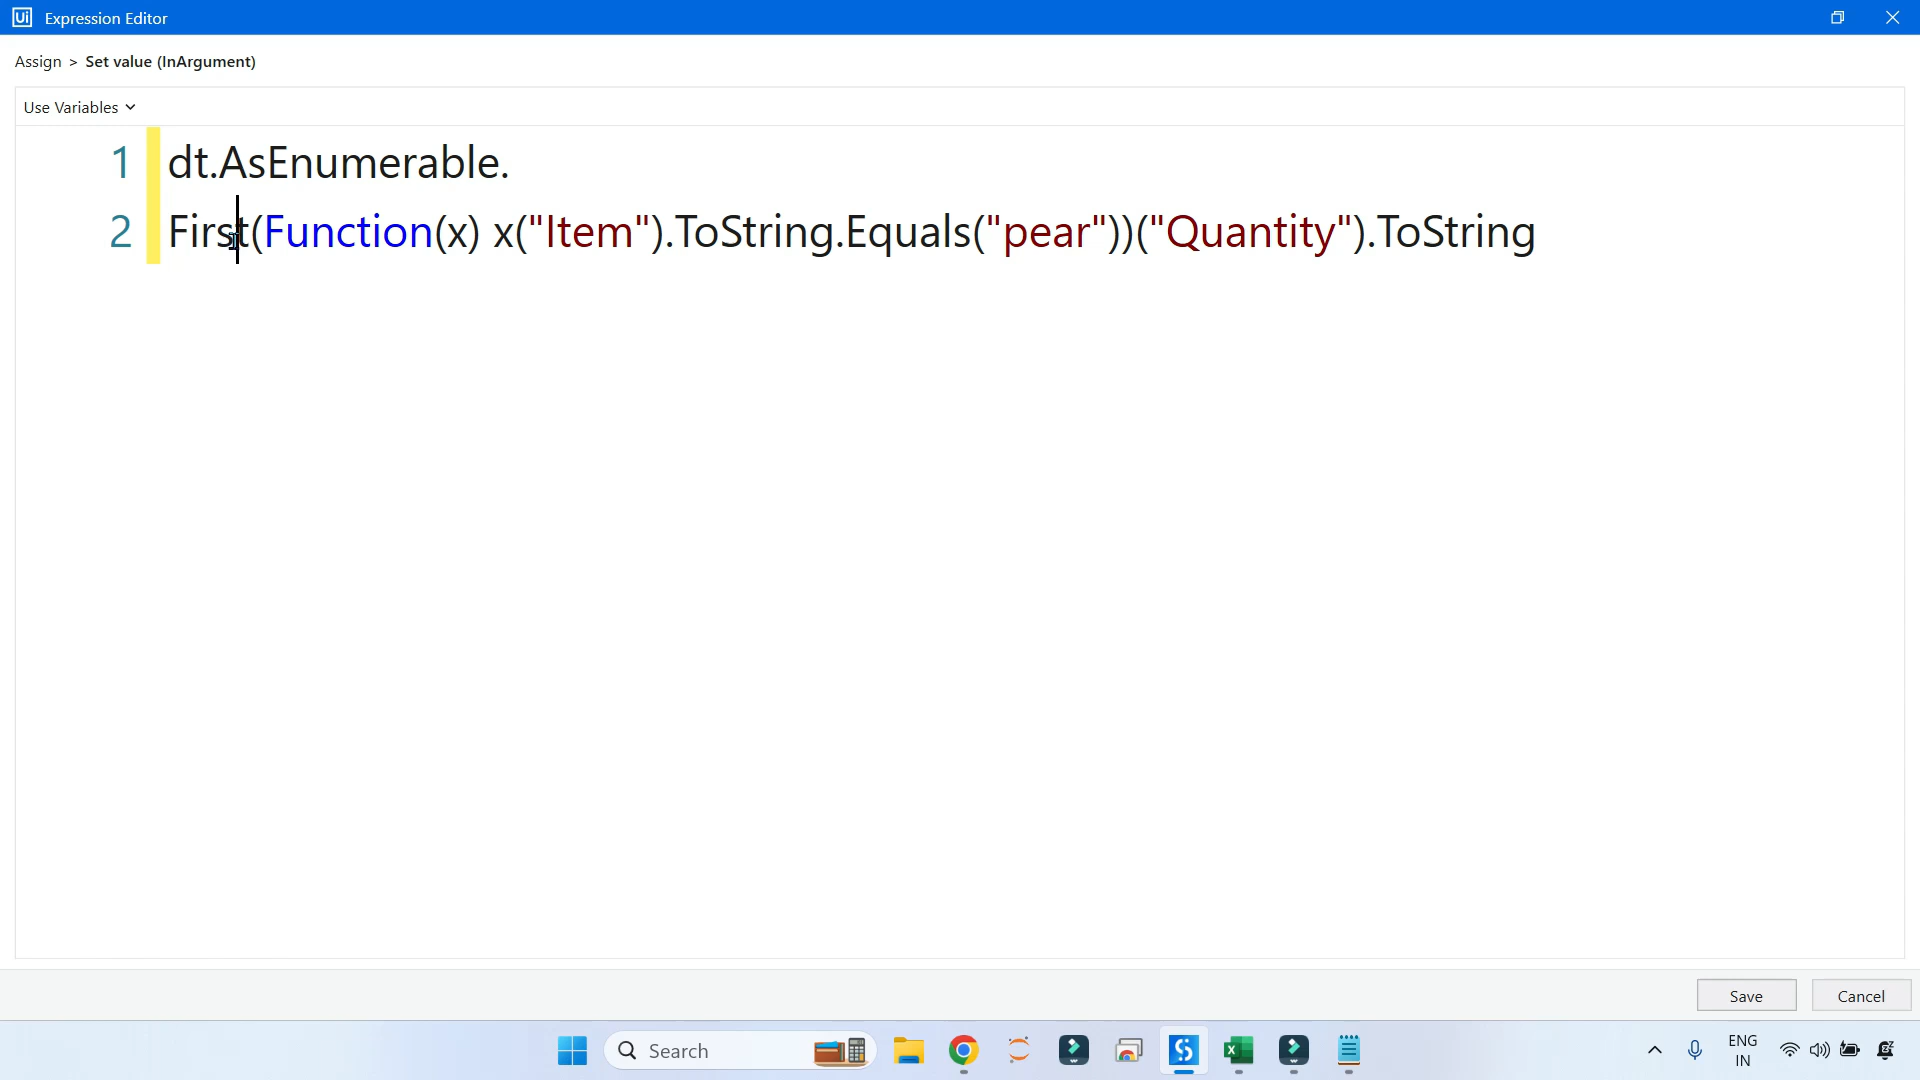 Ui Expression Editor
Assign > Set value (InArgument)
Use Variables
1 dt.AsEnumerable.
2 First(Function(x) x("Item").ToString.Equals("pear"))("Quantity").ToString
Save Cancel
Search
ENG
IN